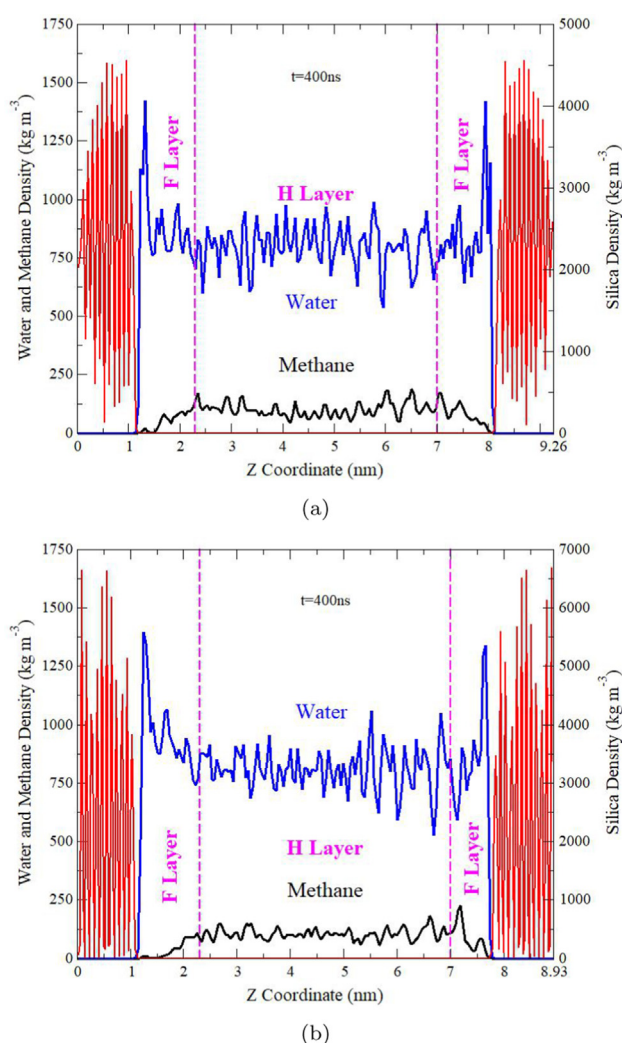 1750
1500
1250
1000
750
500
250
0
Water and Methane Density (kg m⁻³)
t=400ns
F Layer
H Layer
F Layer
Water
Methane
5000
4000
3000
2000
1000
0
Silica Density (kg m⁻³)
0 1 2 3 4 5 6 7 8 9.26
Z Coordinate (nm)
(a)
1750
1500
1250
1000
750
500
250
0
Water and Methane Density (kg m⁻³)
t=400ns
Water
F Layer
H Layer
F Layer
Methane
7000
6000
5000
4000
3000
2000
1000
0
Silica Density (kg m⁻³)
0 1 2 3 4 5 6 7 8 8.93
Z Coordinate (nm)
(b)